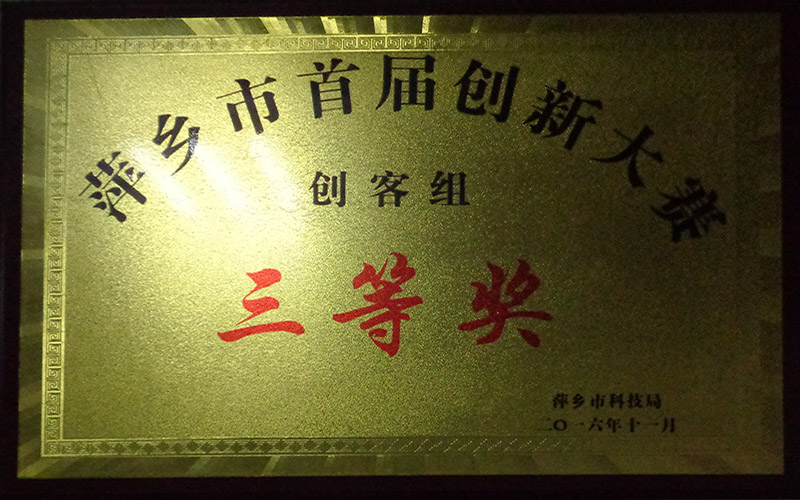 萍乡市首届创新大赛
创客组
三等奖
萍乡市科技局
二〇一六年十一月